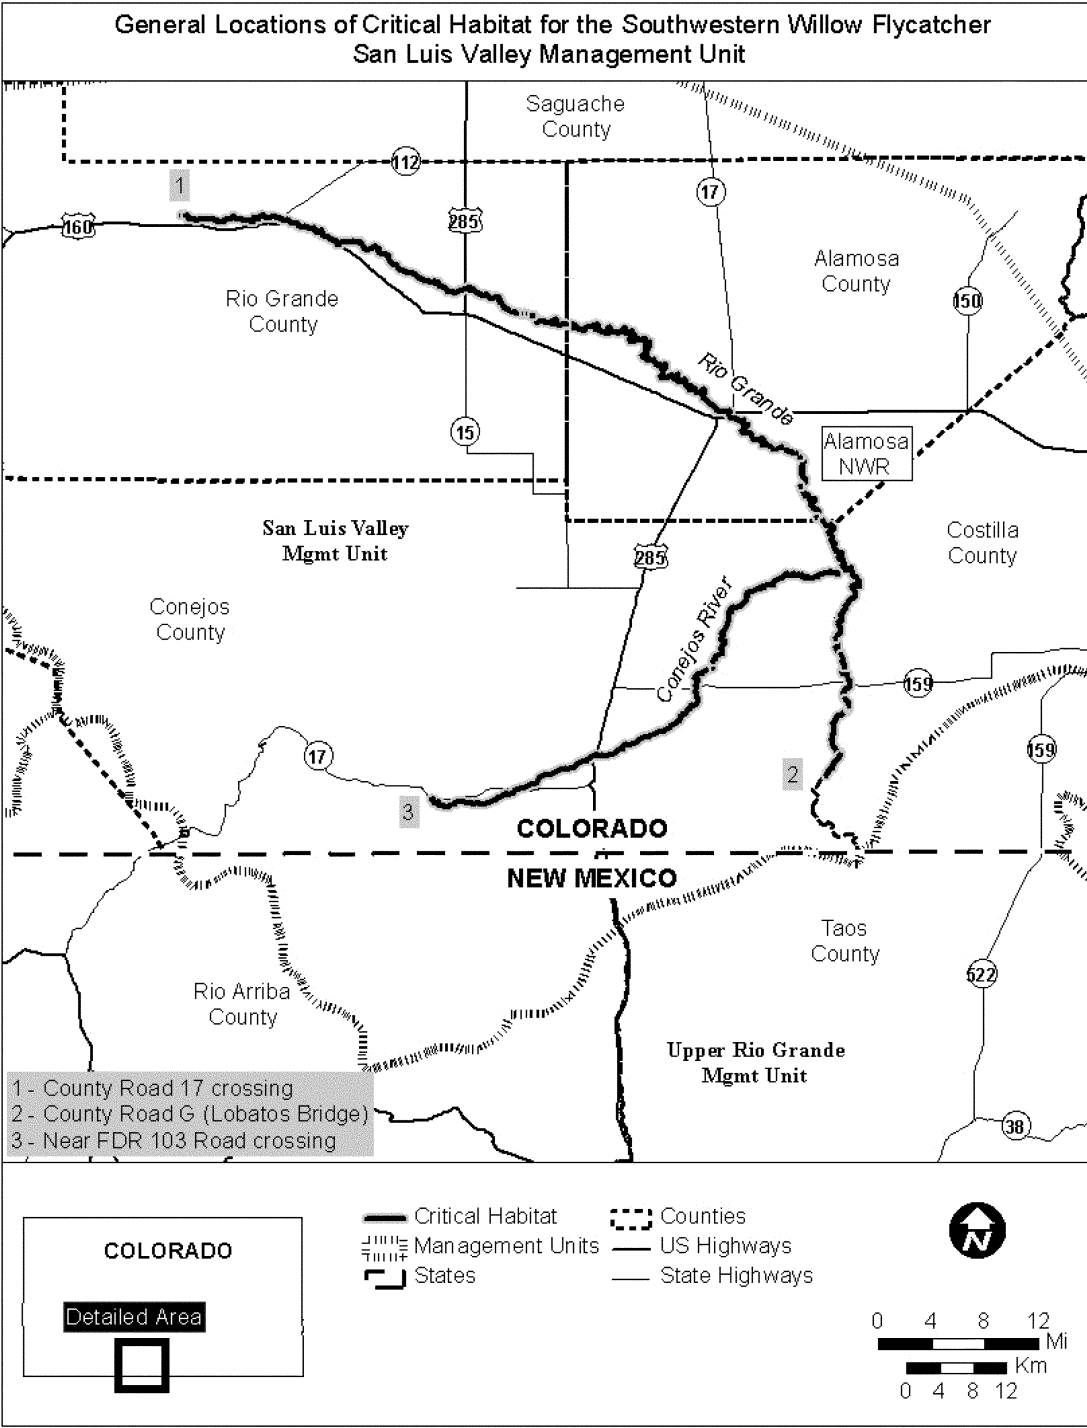 General Locations of Critical Habitat for the Southwestern Willow Flycatcher
San Luis Valley Management Unit
Saguache
County
112
1
17
160
285
Alamosa
County
Rio Grande
County
150
Rio Grande
15
Alamosa
NWR
San Luis Valley
Mgmt Unit
Costilla
County
285
Conejos
County
Conejos River
159
17
159
2
3
COLORADO
NEW MEXICO
Taos
County
522
Rio Arriba
County
Upper Rio Grande
Mgmt Unit
1 - County Road 17 crossing
2 - County Road G (Lobatos Bridge)
3 - Near FDR 103 Road crossing
38
COLORADO
Detailed Area
Critical Habitat
Management Units
States
Counties
US Highways
State Highways
N
0 4 8 12
Mi
Km
0 4 8 12